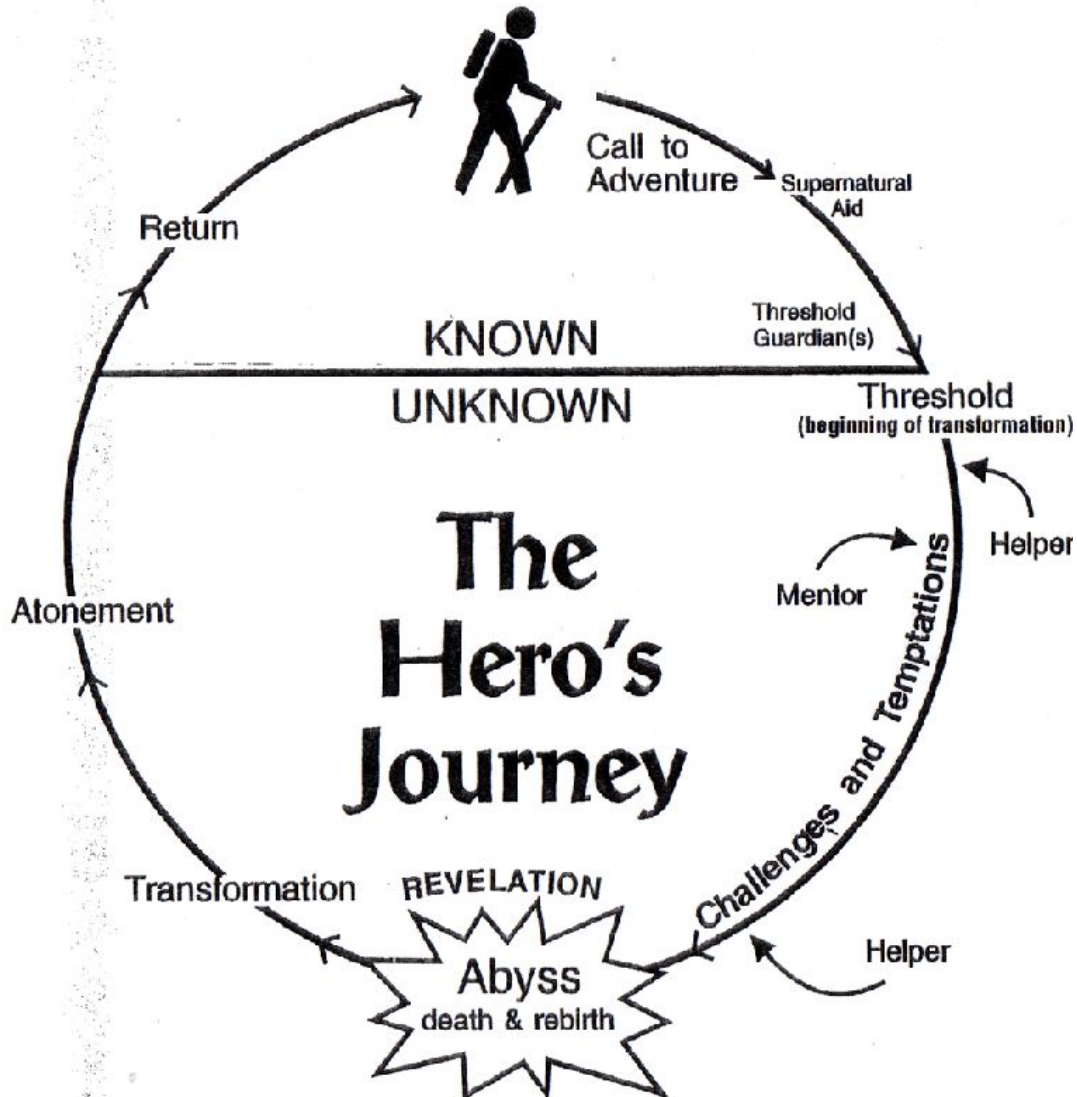 Call to
Adventure
Supernatural
Aid
Return
Threshold
Guardian(s)
KNOWN
UNKNOWN
Threshold
(beginning of transformation)
Helper
Mentor
The
Hero's
Journey
Challenges and Temptations
Atonement
Transformation
REVELATION
Abyss
death & rebirth
Helper